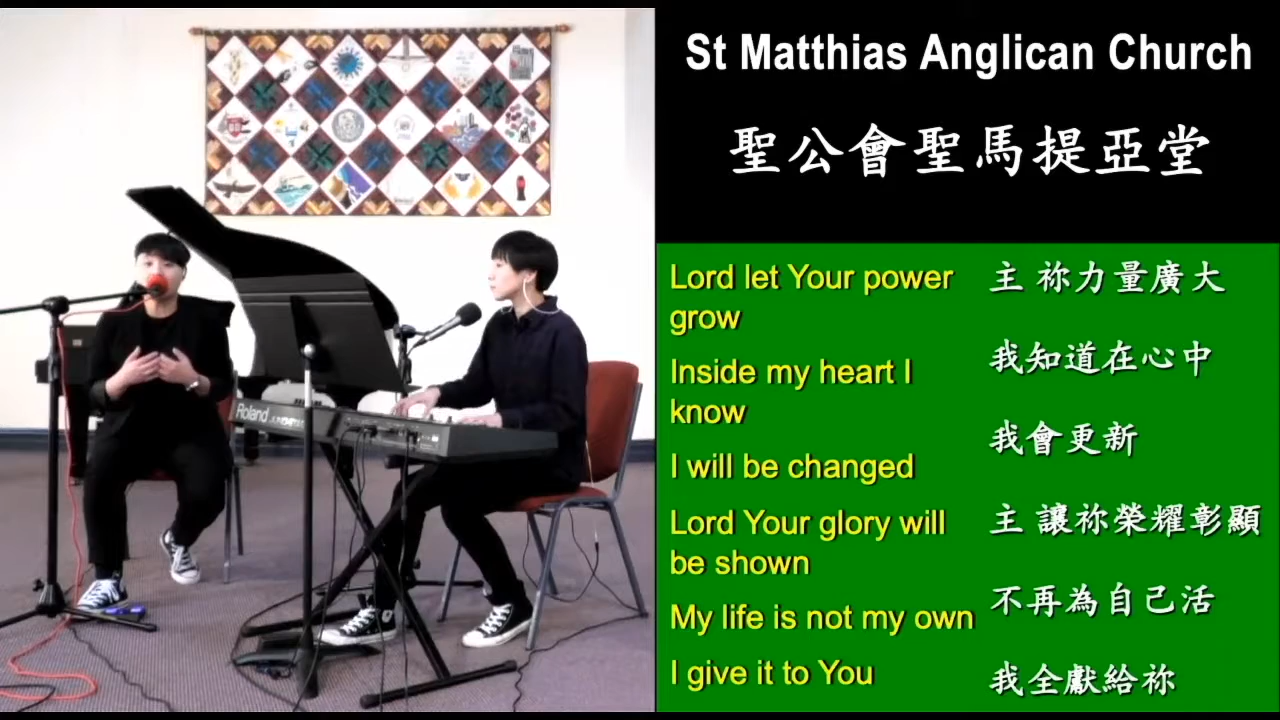 St Matthias Anglican Church
聖公會聖馬提亞堂
Lord let Your power
grow
Inside my heart I
know
I will be changed
Lord Your glory will
be shown
My life is not my own
I give it to You
主 祢力量廣大
我知道在心中
我會更新
主 讓祢榮耀彰顯
不再為自己活
我全獻給祢
Roland